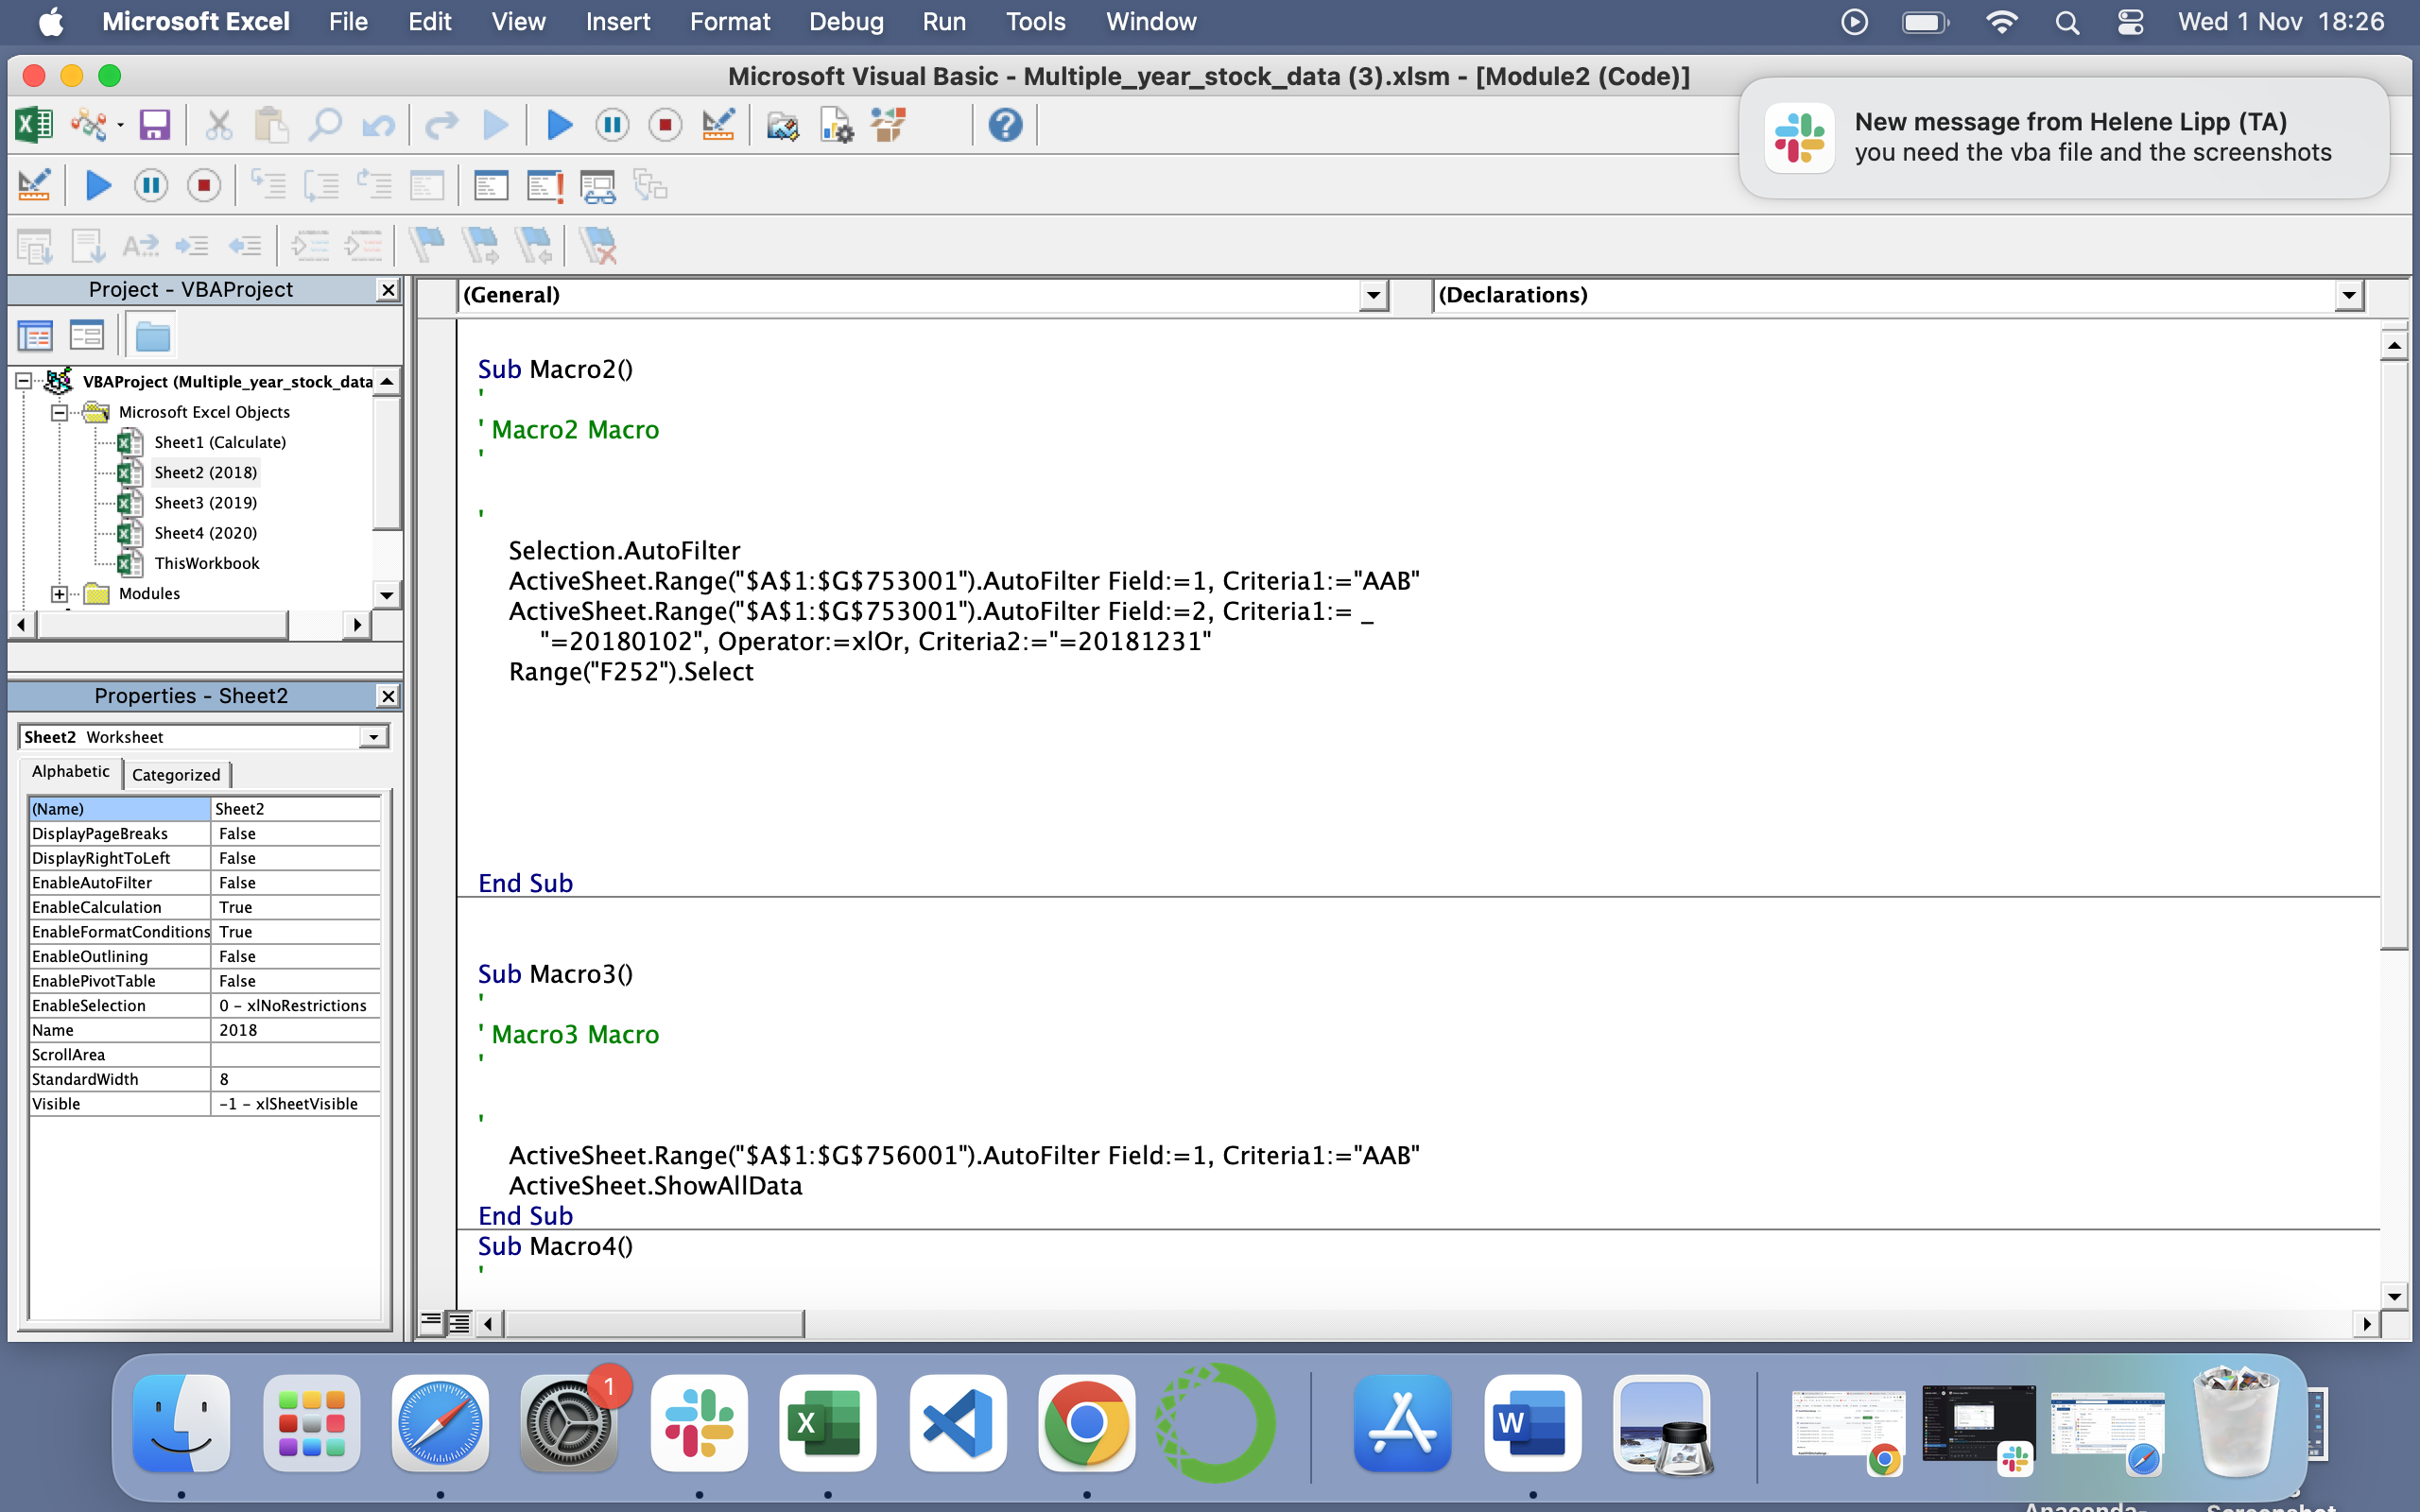 Microsoft Excel File Edit View Insert Format Debug Run Tools Window Wed 1 Nov 18:26
Microsoft Visual Basic - Multiple_year_stock_data (3).xlsm - [Module2 (Code)]
New message from Helene Lipp (TA)
you need the vba file and the screenshots
Project - VBAProject
VBAProject (Multiple_year_stock_data
Microsoft Excel Objects
Sheet1 (Calculate)
Sheet2 (2018)
Sheet3 (2019)
Sheet4 (2020)
ThisWorkbook
Modules
Properties - Sheet2
Sheet2 Worksheet
Alphabetic Categorized
(Name) Sheet2
DisplayPageBreaks False
DisplayRightToLeft False
EnableAutoFilter False
EnableCalculation True
EnableFormatConditions True
EnableOutlining False
EnablePivotTable False
EnableSelection 0 - xlNoRestrictions
Name 2018
ScrollArea
StandardWidth 8
Visible -1 - xlSheetVisible
(General) (Declarations)
Sub Macro2()
'
' Macro2 Macro
'
'
Selection.AutoFilter
ActiveSheet.Range("$A$1:$G$753001").AutoFilter Field:=1, Criteria1:="AAB"
ActiveSheet.Range("$A$1:$G$753001").AutoFilter Field:=2, Criteria1:= _
"=20180102", Operator:=xlOr, Criteria2:="=20181231"
Range("F252").Select
End Sub
Sub Macro3()
'
' Macro3 Macro
'
'
ActiveSheet.Range("$A$1:$G$756001").AutoFilter Field:=1, Criteria1:="AAB"
ActiveSheet.ShowAllData
End Sub
Sub Macro4()
'
1
X
W